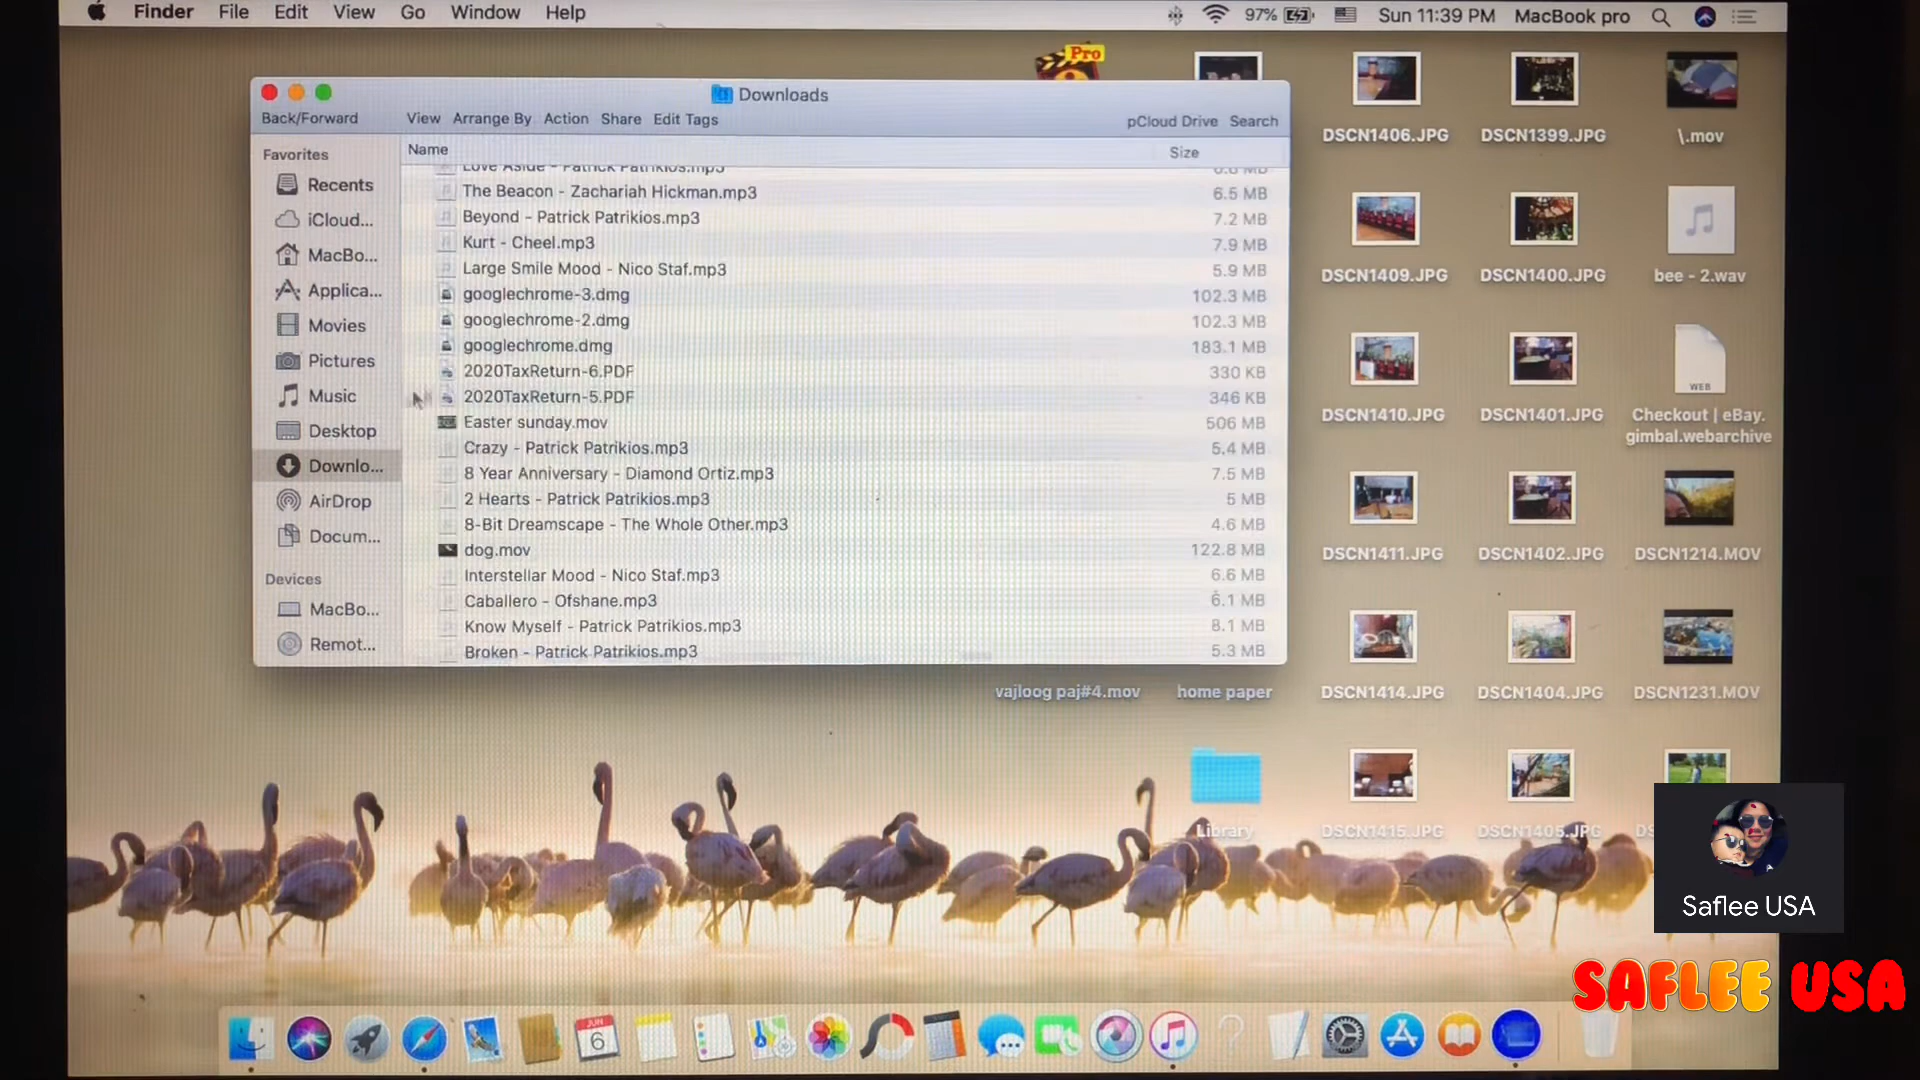 Finder File Edit View Go Window Help
97% Sun 11:39 PM MacBook pro
Downloads
Back/Forward View Arrange By Action Share Edit Tags pCloud Drive Search
Favorites
Recents
iCloud...
MacBo...
Applica...
Movies
Pictures
Music
Desktop
Downlo...
AirDrop
Docum...
Devices
MacBo...
Remot...
Name Size
Love Aside - Patrick Patrikios.mp3
The Beacon - Zachariah Hickman.mp3 6.5 MB
Beyond - Patrick Patrikios.mp3 7.2 MB
Kurt - Cheel.mp3 7.9 MB
Large Smile Mood - Nico Staf.mp3 5.9 MB
googlechrome-3.dmg 102.3 MB
googlechrome-2.dmg 102.3 MB
googlechrome.dmg 183.1 MB
2020TaxReturn-6.PDF 330 KB
2020TaxReturn-5.PDF 346 KB
Easter sunday.mov 506 MB
Crazy - Patrick Patrikios.mp3 5.4 MB
8 Year Anniversary - Diamond Ortiz.mp3 7.5 MB
2 Hearts - Patrick Patrikios.mp3 5 MB
8-Bit Dreamscape - The Whole Other.mp3 4.6 MB
dog.mov 122.8 MB
Interstellar Mood - Nico Staf.mp3 6.6 MB
Caballero - Ofshane.mp3 6.1 MB
Know Myself - Patrick Patrikios.mp3 8.1 MB
Broken - Patrick Patrikios.mp3 5.3 MB
Pro
DSCN1406.JPG DSCN1399.JPG \.mov
DSCN1409.JPG DSCN1400.JPG bee - 2.wav
WEB
DSCN1410.JPG DSCN1401.JPG Checkout | eBay.
gimbal.webarchive
DSCN1411.JPG DSCN1402.JPG DSCN1214.MOV
vajloog paj#4.mov home paper DSCN1414.JPG DSCN1404.JPG DSCN1231.MOV
Library DSCN1415.JPG DSCN1405.JPG
Saflee USA
SAFLEE USA
JUN
6